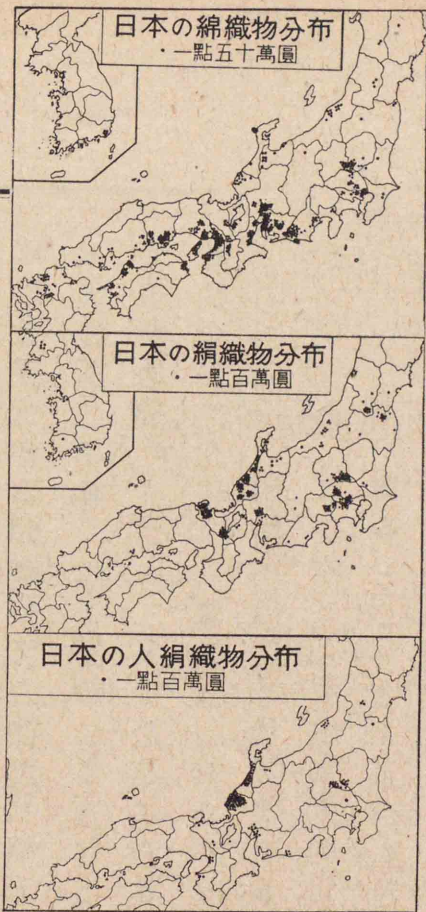 日本の綿織物分布
・一點五十萬圓
日本の絹織物分布
・一點百萬圓
日本の人絹織物分布
・一點百萬圓